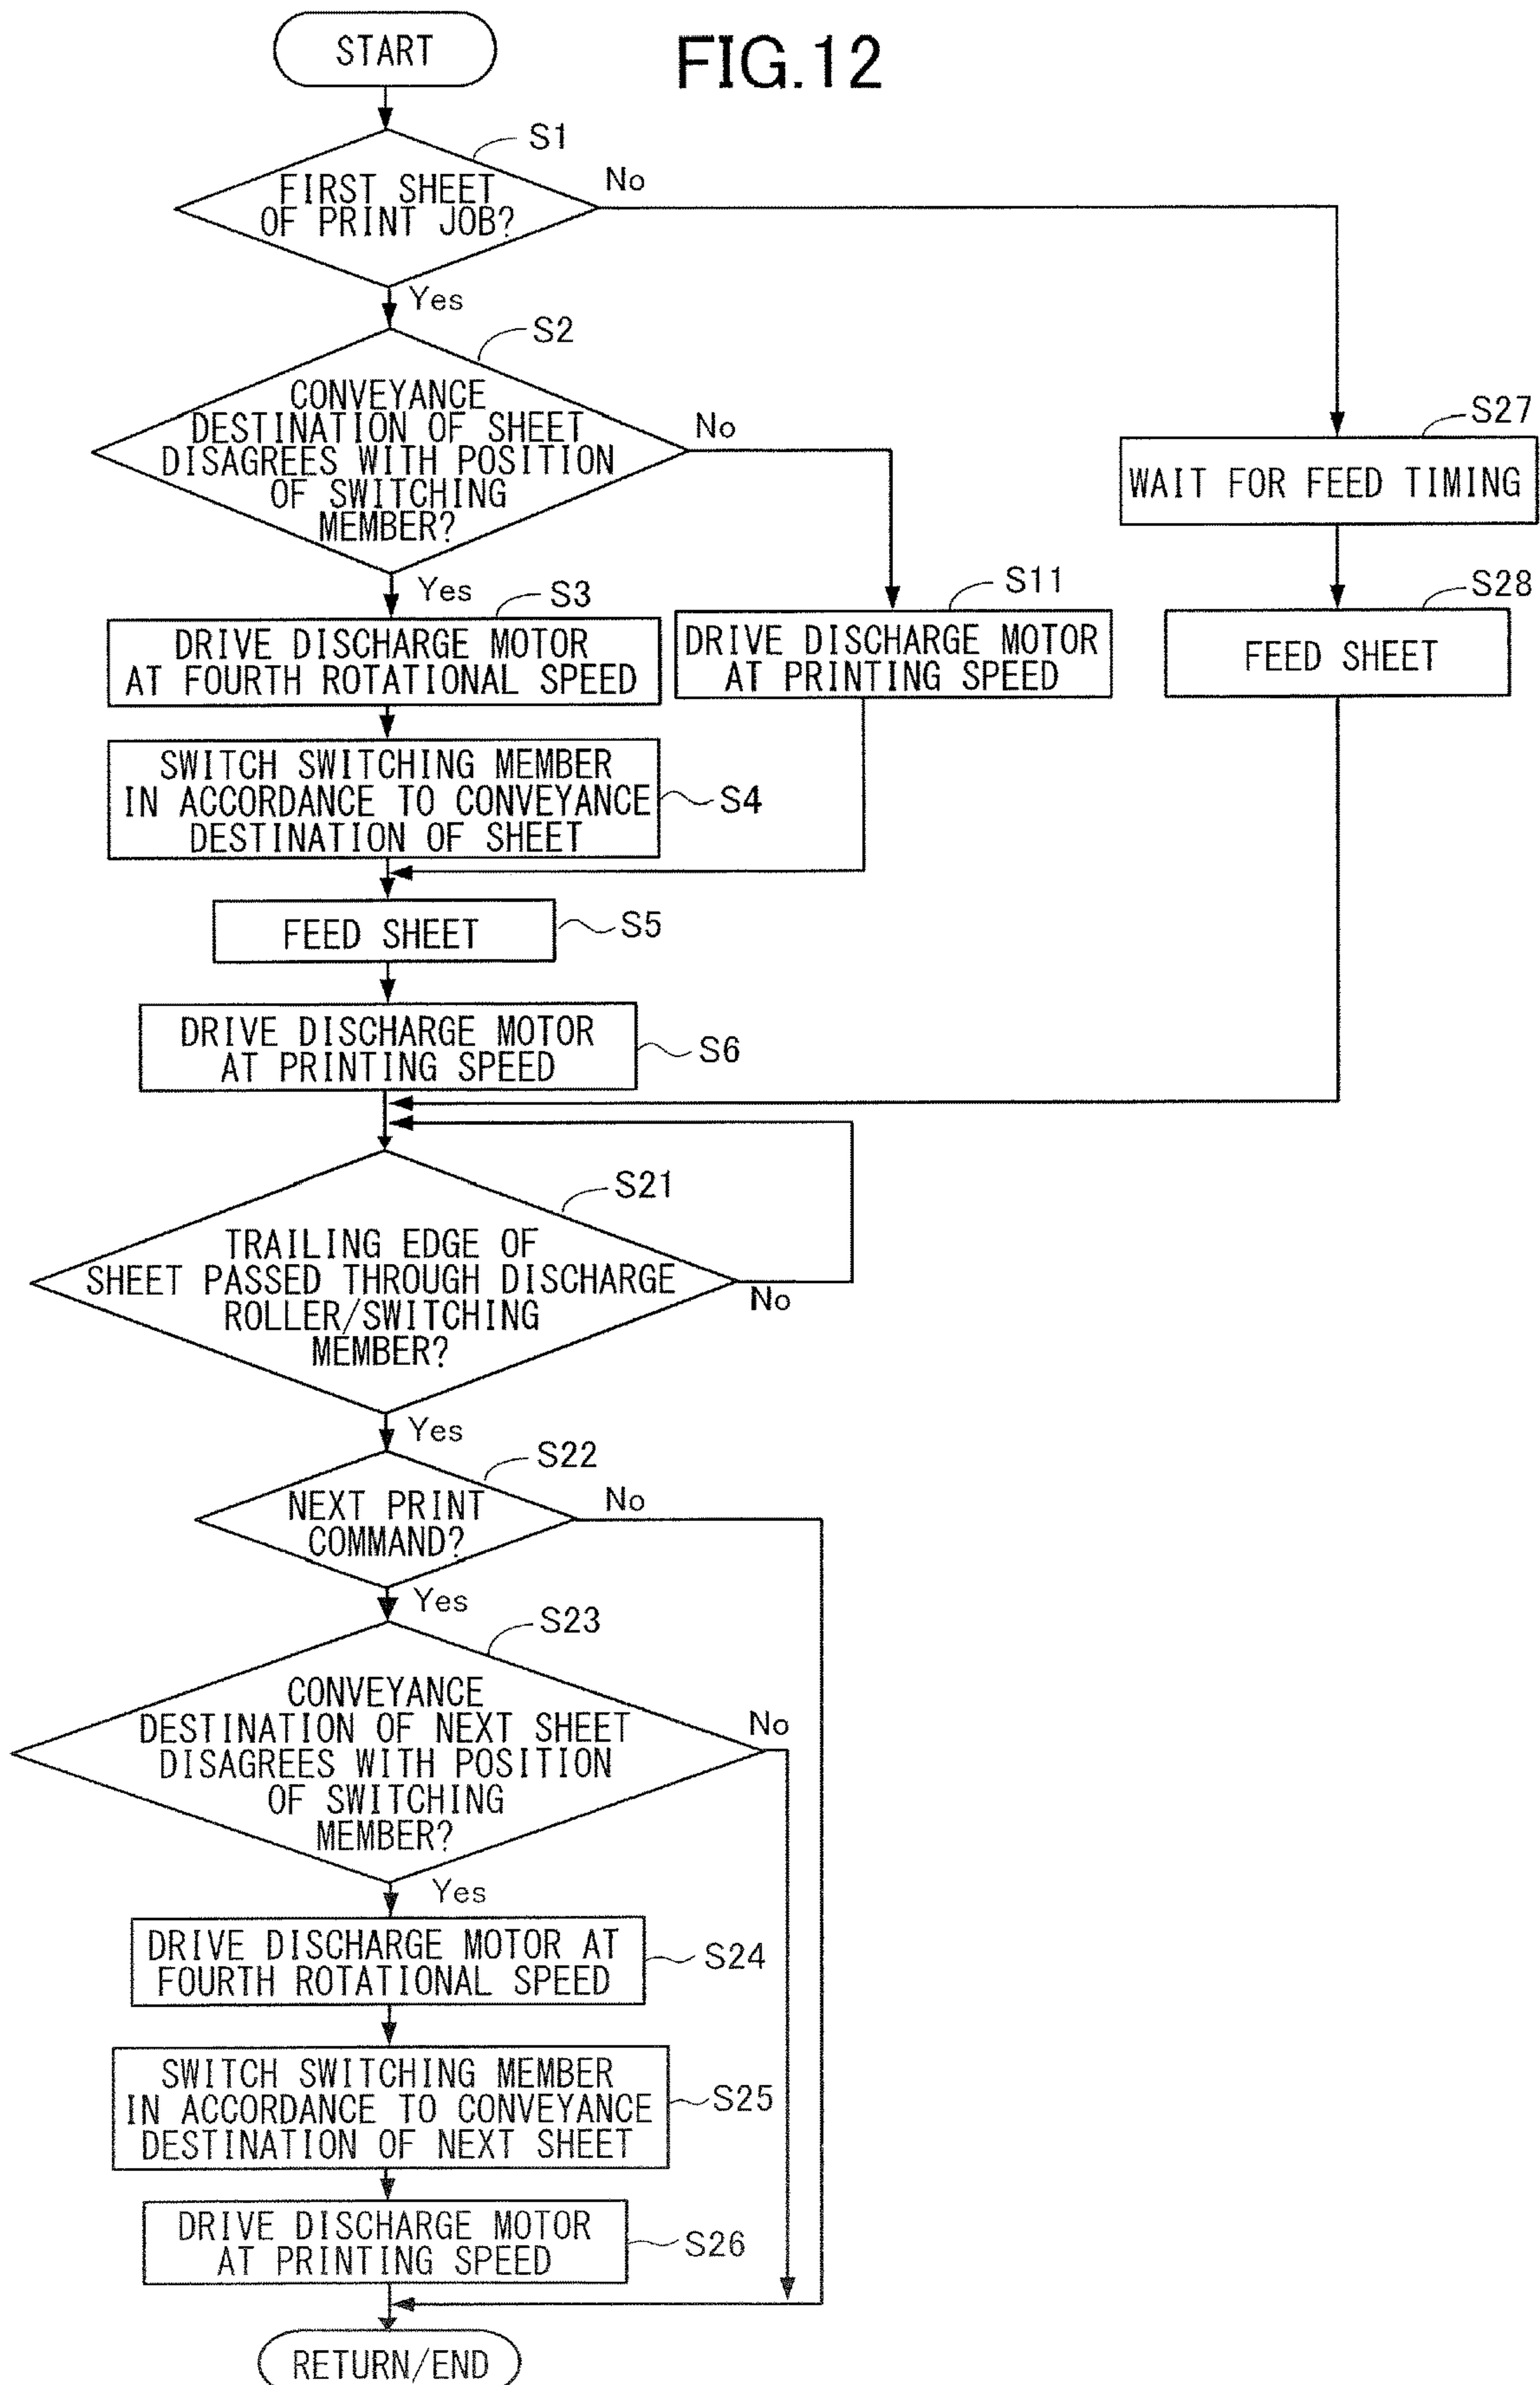 START
FIG.12
S1
FIRST SHEET
OF PRINT JOB?
No
Yes
S2
CONVEYANCE
DESTINATION OF SHEET
DISAGREES WITH POSITION
OF SWITCHING
MEMBER?
No
Yes
S27
WAIT FOR FEED TIMING
S3
DRIVE DISCHARGE MOTOR
AT FOURTH ROTATIONAL SPEED
S11
DRIVE DISCHARGE MOTOR
AT PRINTING SPEED
S28
FEED SHEET
SWITCH SWITCHING MEMBER
IN ACCORDANCE TO CONVEYANCE
DESTINATION OF SHEET
S4
FEED SHEET
S5
DRIVE DISCHARGE MOTOR
AT PRINTING SPEED
S6
S21
TRAILING EDGE OF
SHEET PASSED THROUGH DISCHARGE
ROLLER/SWITCHING
MEMBER?
No
Yes
S22
NEXT PRINT
COMMAND?
No
Yes
S23
CONVEYANCE
DESTINATION OF NEXT SHEET
DISAGREES WITH POSITION
OF SWITCHING
MEMBER?
No
Yes
DRIVE DISCHARGE MOTOR AT
FOURTH ROTATIONAL SPEED
S24
SWITCH SWITCHING MEMBER
IN ACCORDANCE TO CONVEYANCE
DESTINATION OF NEXT SHEET
S25
DRIVE DISCHARGE MOTOR
AT PRINTING SPEED
S26
RETURN/END